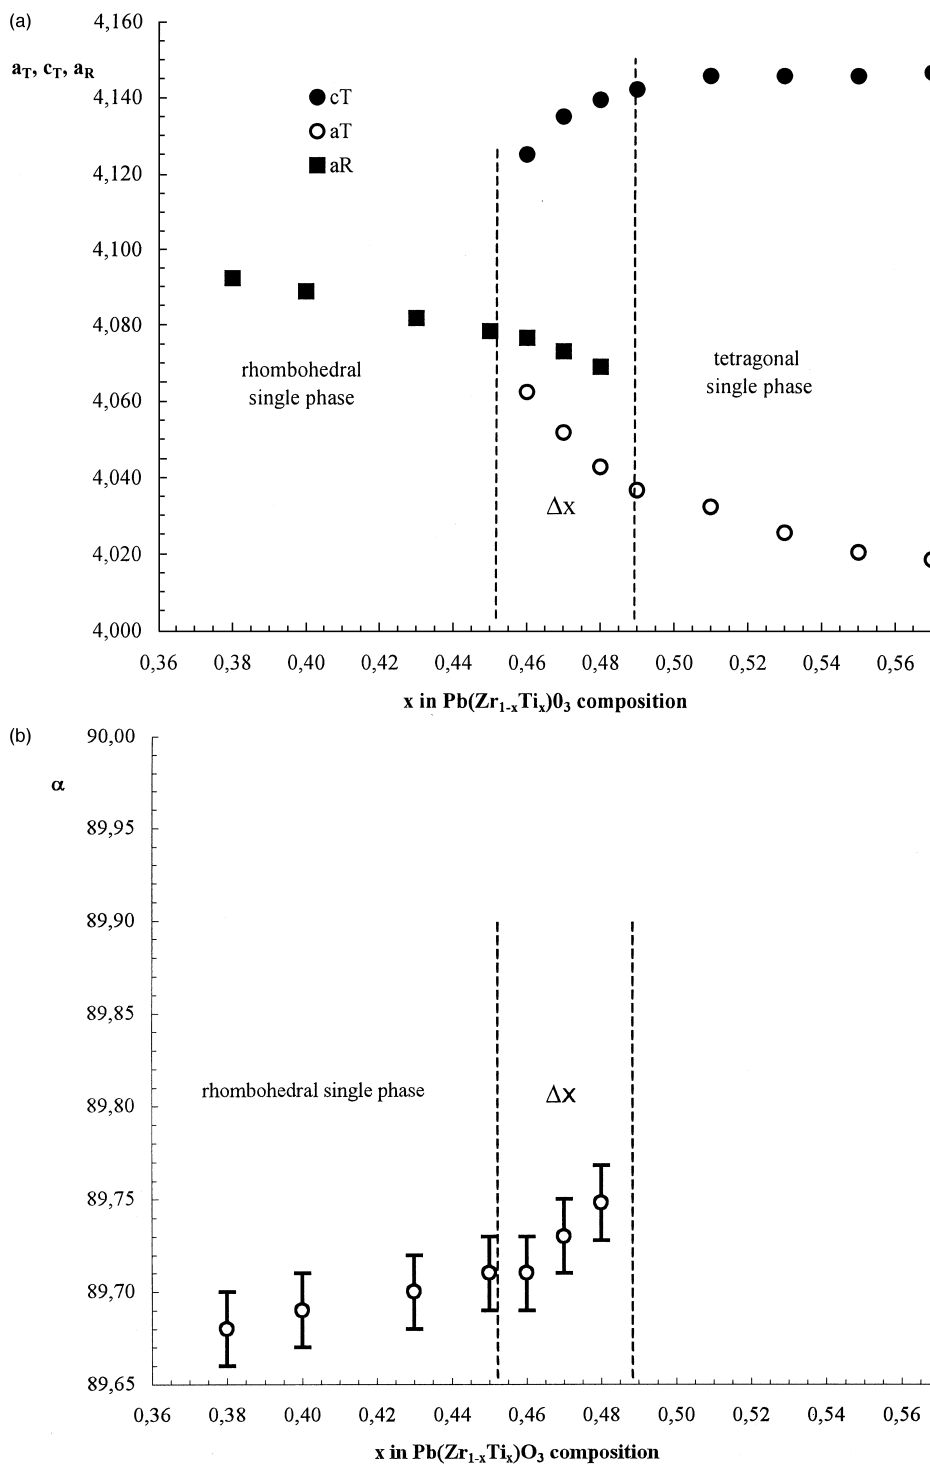 (a)
4,160
a_T, c_T, a_R
4,140
4,120
4,100
4,080
4,060
4,040
4,020
4,000
cT
aT
aR
rhombohedral
single phase
tetragonal
single phase
Δx
0,36 0,38 0,40 0,42 0,44 0,46 0,48 0,50 0,52 0,54 0,56
x in Pb(Zr₁₋ₓTiₓ)0₃ composition
(b)
90,00
α
89,95
89,90
89,85
89,80
89,75
89,70
89,65
rhombohedral single phase
Δx
0,36 0,38 0,40 0,42 0,44 0,46 0,48 0,50 0,52 0,54 0,56
x in Pb(Zr₁₋ₓTiₓ)O₃ composition